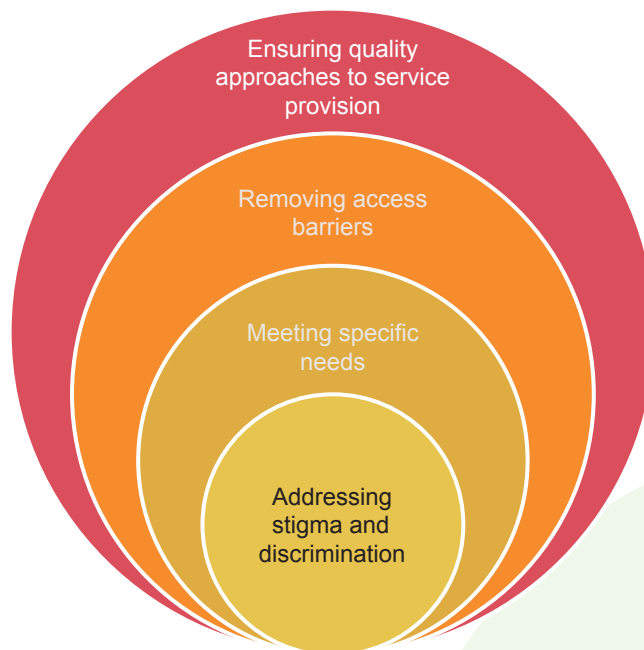 Ensuring quality
approaches to service
provision
Removing access
barriers
Meeting specific
needs
Addressing
stigma and
discrimination